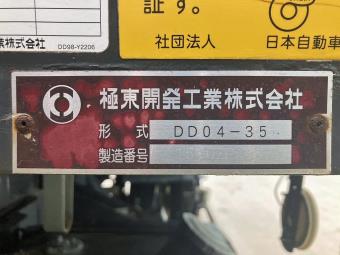 証す。
社団法人 日本自動車
業株式会社 DD98-Y2206
極東開発工業株式会社
形式 DD04-35
製造番号